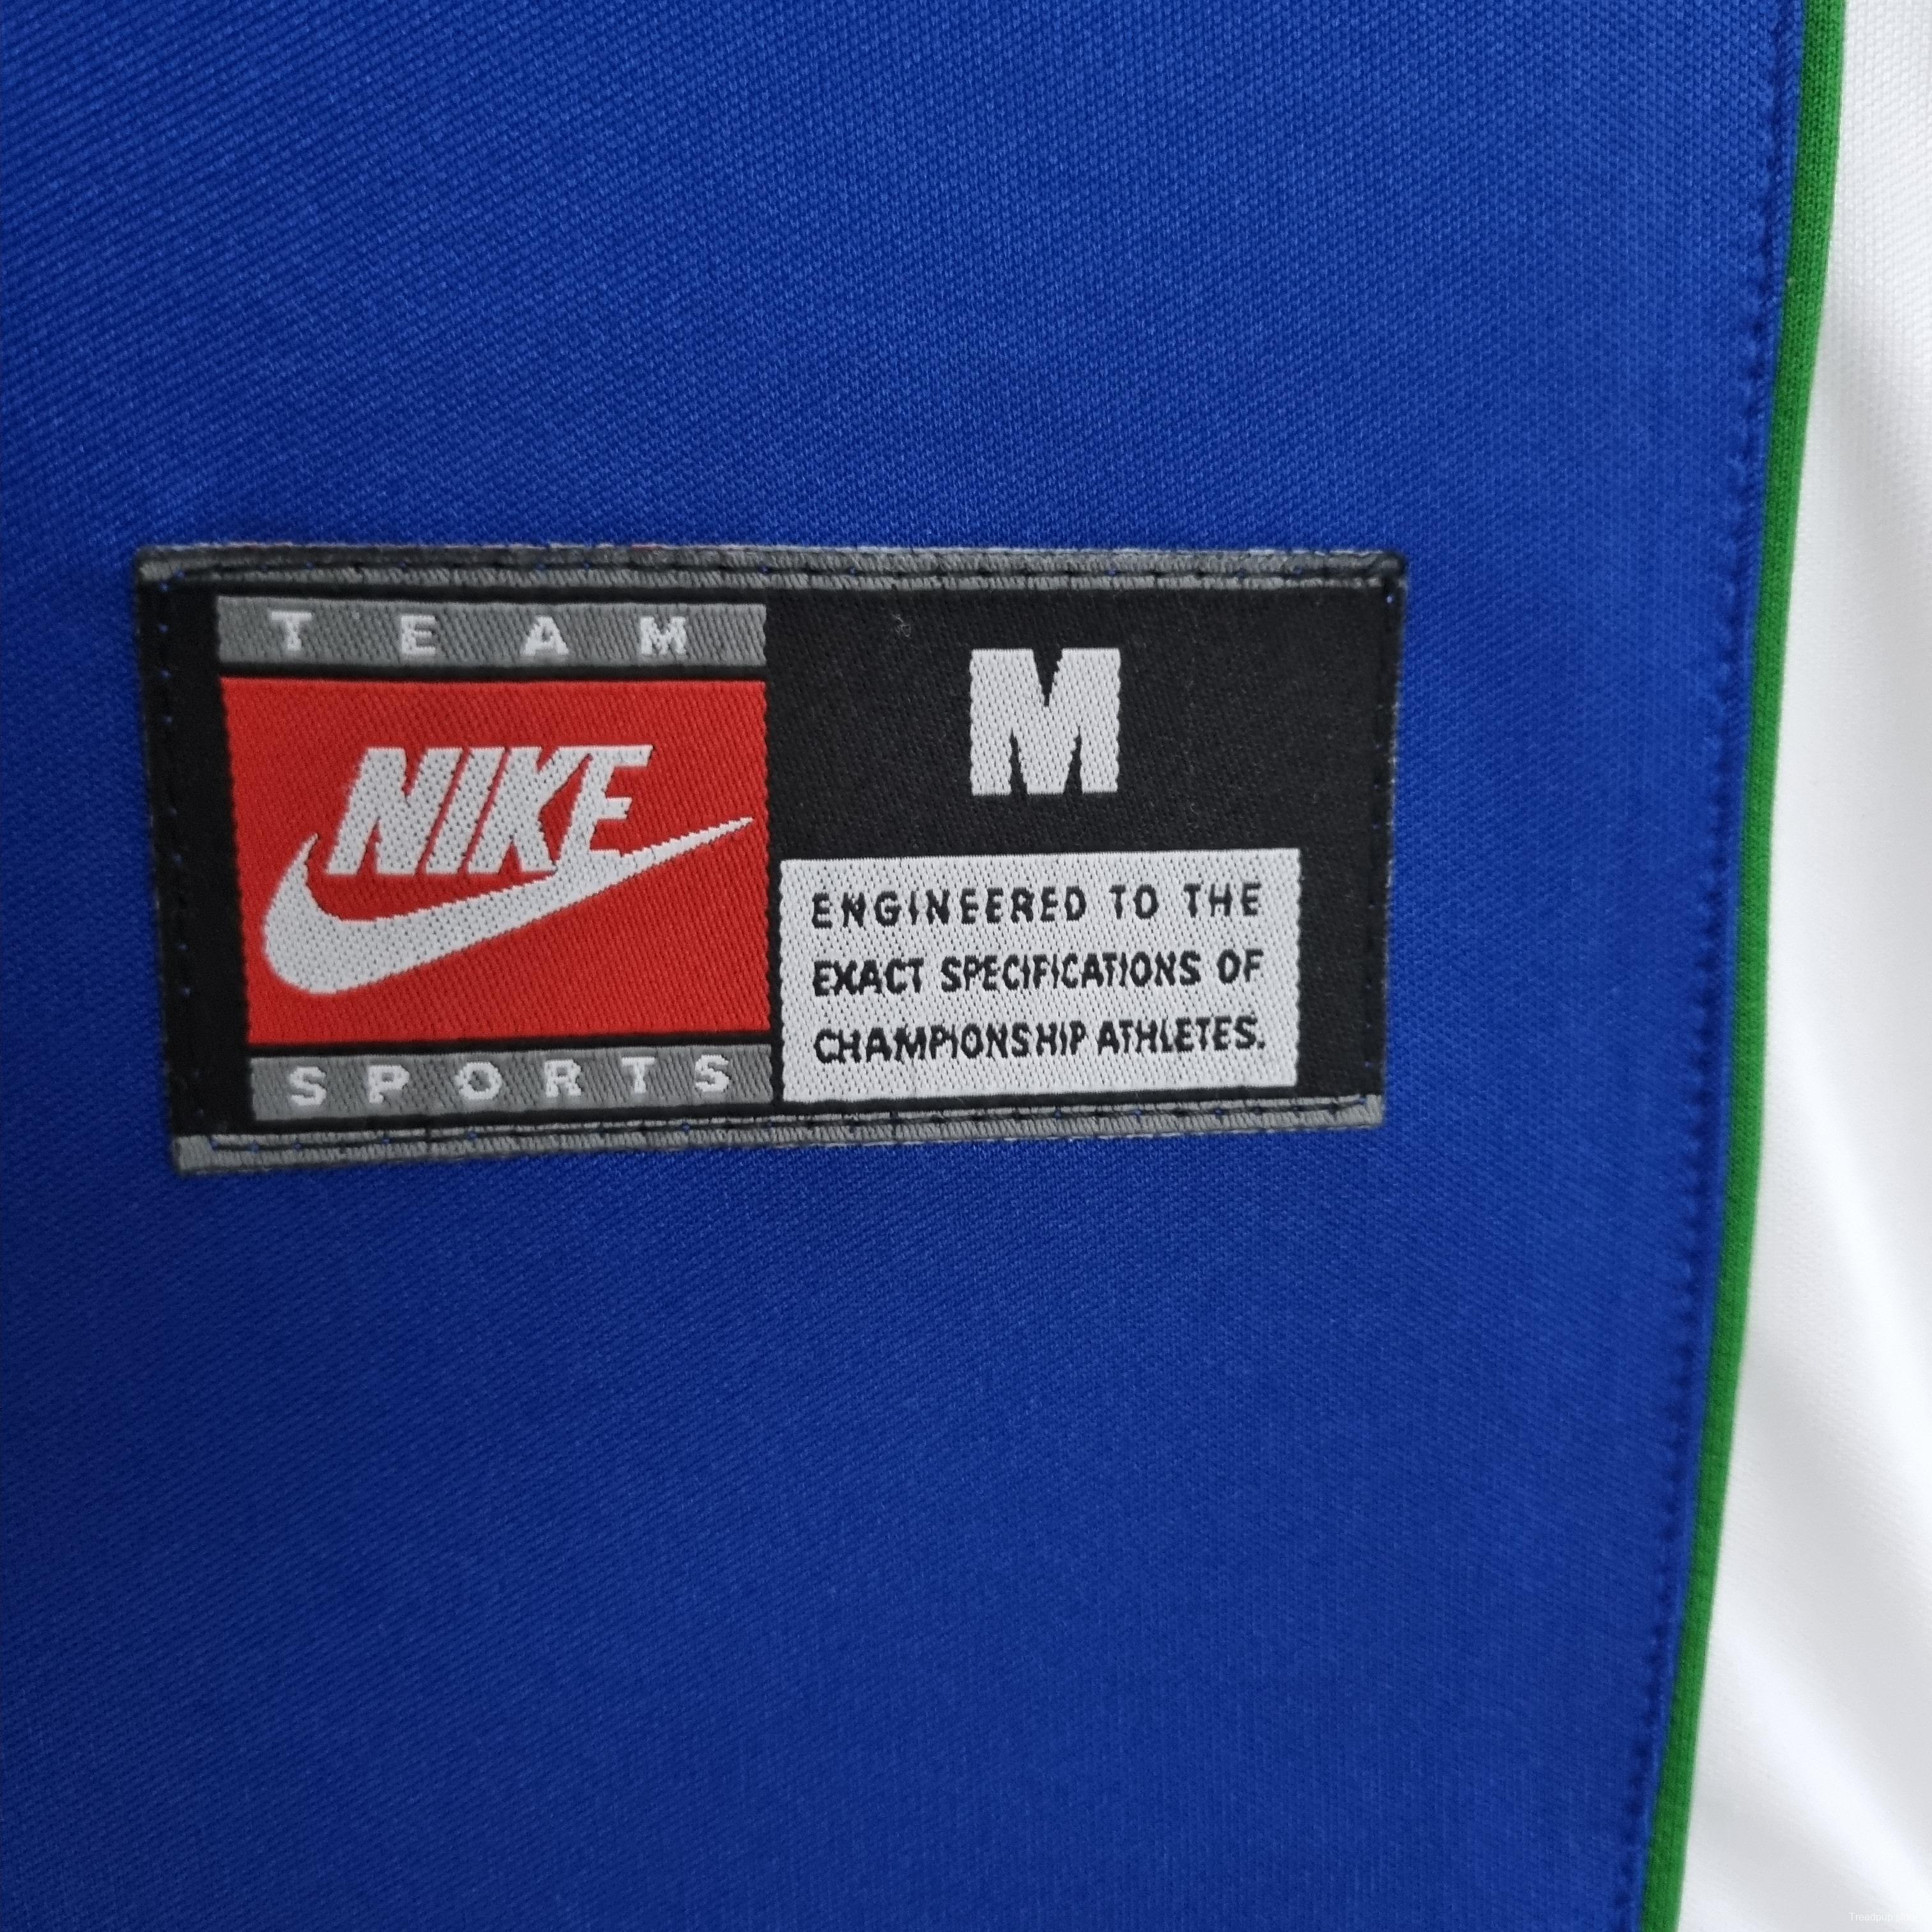 TEAM
NIKE
SPORTS
M
ENGINEERED TO THE
EXACT SPECIFICATIONS OF
CHAMPIONSHIP ATHLETES.